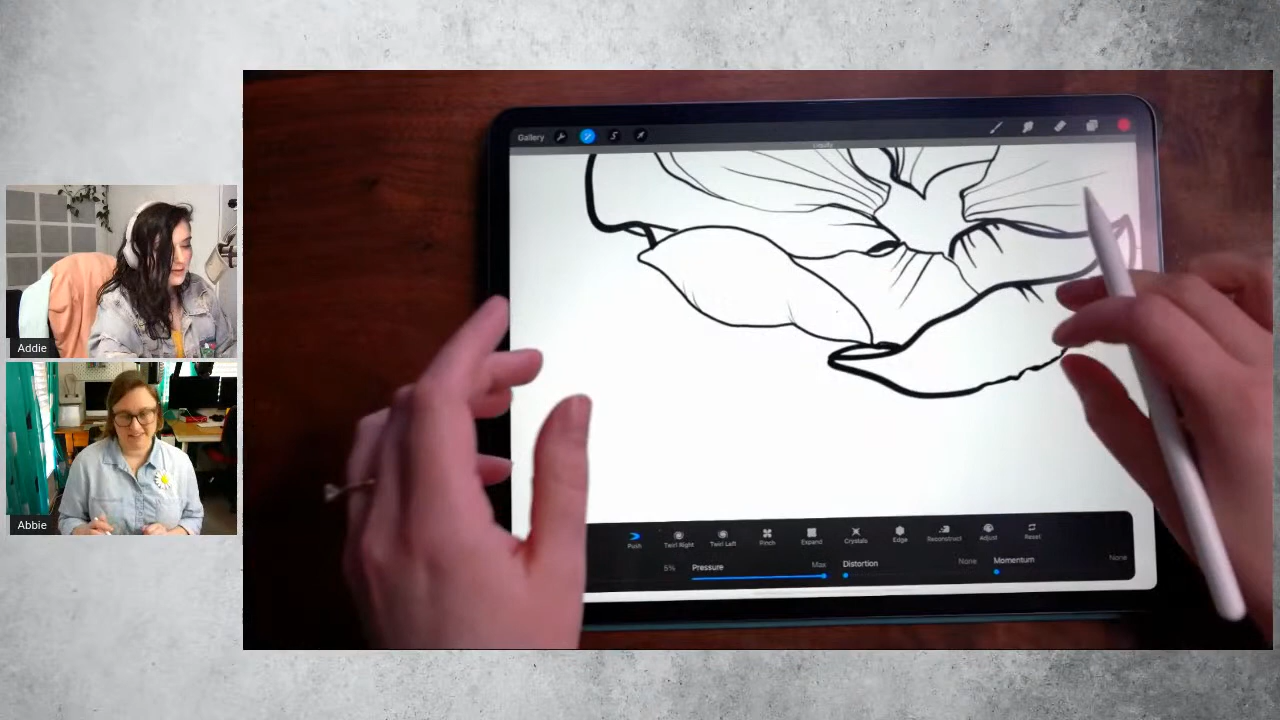 Gallery
Liquify
Addie
Abbie
Push
Twirl Right
Twirl Left
Pinch
Expand
Crystals
Edge
Reconstruct
Adjust
Reset
5%
Pressure
Max
Distortion
None
Momentum
None